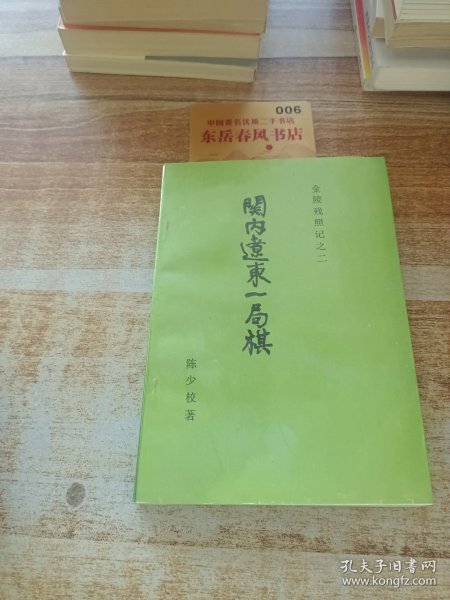 006
中国著名优质二手书店
东岳春风书店
金陵残照记之二
関内遼東一局棋
陈少校著
孔夫子旧书网
www.kongfz.com